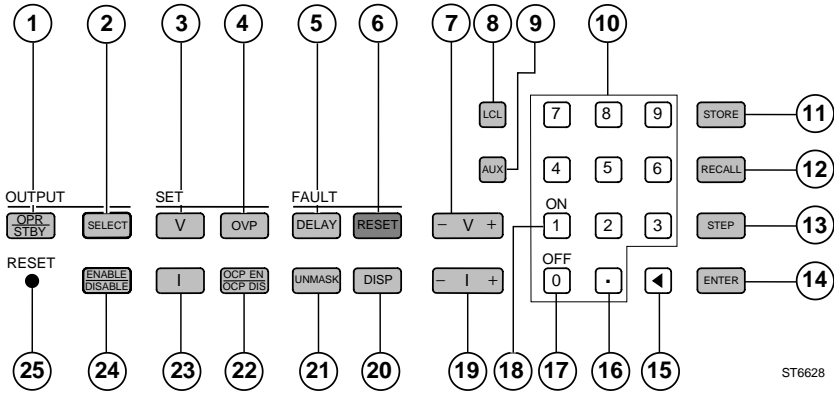 1 2 3 4 5 6 7 8 9 10
LCL 7 8 9 STORE 11
AUX 4 5 6 RECALL 12
OUTPUT SET FAULT ON
OPR
STBY SELECT V OVP DELAY RESET – V + 1 2 3 STEP 13
RESET OFF
ENABLE
DISABLE I OCP EN
OCP DIS UNMASK DISP – I + 0 . ◀ ENTER 14
25 24 23 22 21 20 19 18 17 16 15
ST6628